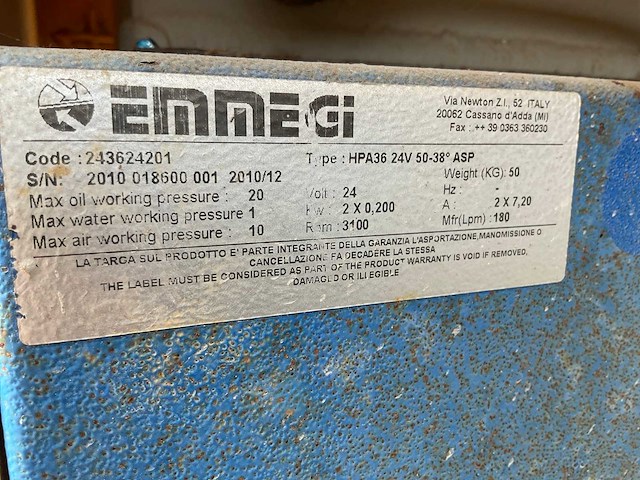 EMMEGI
Via Newton Z.I., 52 ITALY
20062 Cassano d'Adda (MI)
Fax : ++ 39 0363 360230
Code : 243624201
Type : HPA36 24V 50-38° ASP
S/N: 2010 018600 001 2010/12
Weight (KG): 50
Max oil working pressure : 20
Volt : 24
Hz : -
Max water working pressure 1
Kw : 2 X 0,200
A : 2 X 7,20
Max air working pressure : 10
Rpm : 3100
Mfr(Lpm) : 180
LA TARGA SUL PRODOTTO E' PARTE INTEGRANTE DELLA GARANZIA L'ASPORTAZIONE, MANOMISSIONE O
CANCELLAZIONE FA DECADERE LA STESSA
THE LABEL MUST BE CONSIDERED AS PART OF THE PRODUCT WARRANTY IS VOID IF REMOVED,
DAMAGED OR ILLEGIBLE